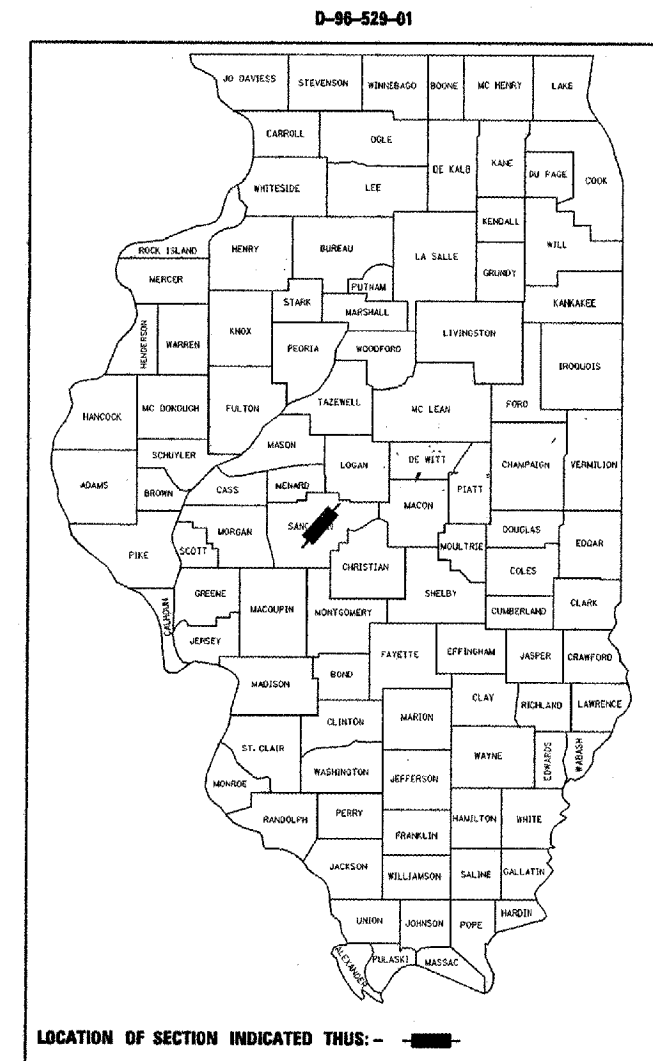 D-96-529-01
JO DAVIESS STEVENSON WINNEBAGO BOONE MC HENRY LAKE
CARROLL OGLE DE KALB KANE DU PAGE COOK
WHITESIDE LEE KENDALL WILL
ROCK ISLAND HENRY BUREAU LA SALLE GRUNDY
MERCER PUTNAM KANKAKEE
STARK MARSHALL
HENDERSON WARREN KNOX PEORIA WOODFORD LIVINGSTON IROQUOIS
HANCOCK MC DONOUGH FULTON TAZEWELL MC LEAN FORD
SCHUYLER MASON LOGAN DE WITT CHAMPAIGN VERMILION
ADAMS BROWN CASS MENARD MACON PIATT
PIKE SCOTT MORGAN CHRISTIAN MOULTRIE DOUGLAS EDGAR
COLES
CALHOUN GREENE MACOUPIN MONTGOMERY SHELBY CUMBERLAND CLARK
JERSEY FAYETTE EFFINGHAM JASPER CRAWFORD
MADISON BOND CLAY RICHLAND LAWRENCE
ST. CLAIR CLINTON MARION WAYNE EDWARDS WABASH
MONROE WASHINGTON JEFFERSON
RANDOLPH PERRY FRANKLIN HAMILTON WHITE
JACKSON WILLIAMSON SALINE GALLATIN
UNION JOHNSON POPE HARDIN
ALEXANDER PULASKI MASSAC
LOCATION OF SECTION INDICATED THUS: -